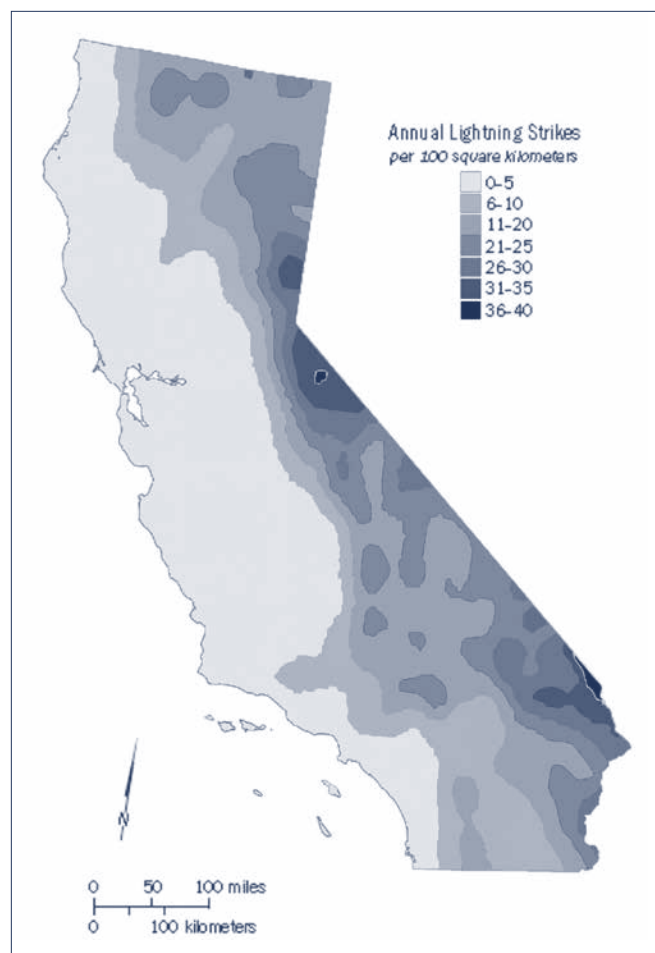 Annual Lightning Strikes
per 100 square kilometers
0–5
6–10
11–20
21–25
26–30
31–35
36–40
N
0 50 100 miles
0 100 kilometers